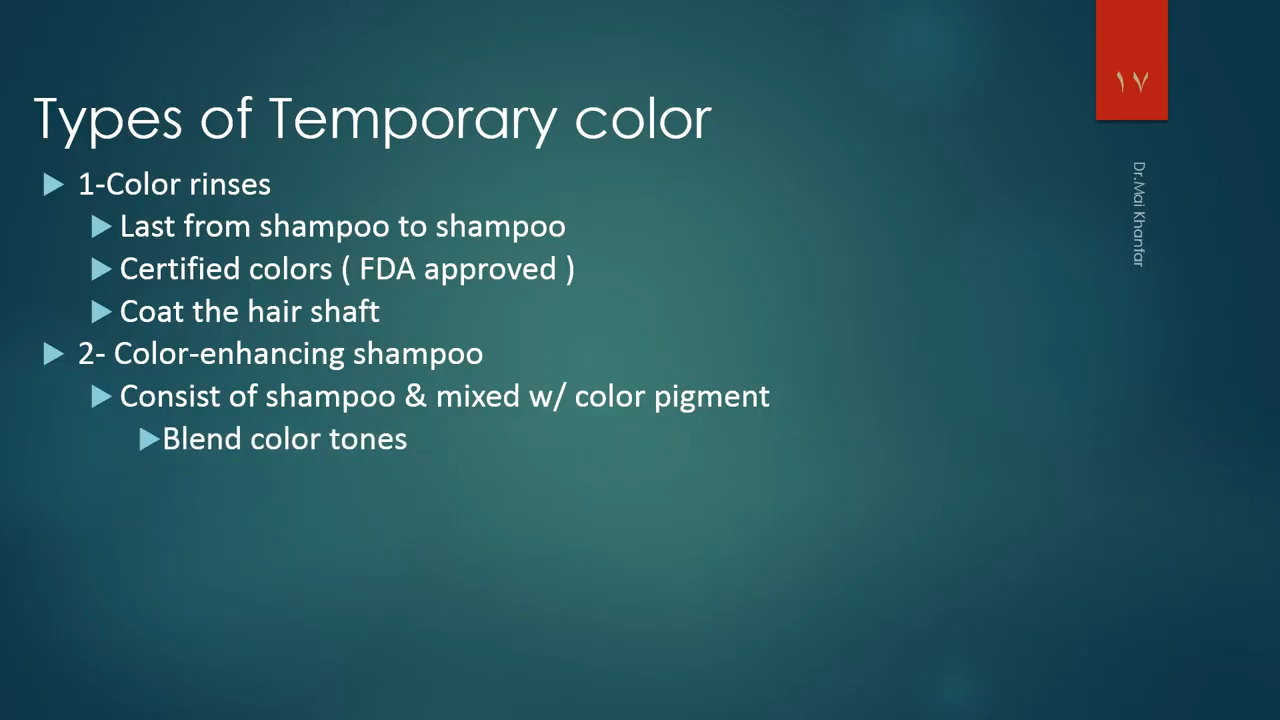 ١٧
Types of Temporary color
1-Color rinses
Last from shampoo to shampoo
Certified colors ( FDA approved )
Coat the hair shaft
2- Color-enhancing shampoo
Consist of shampoo & mixed w/ color pigment
Blend color tones
Dr.Mai Khanfar